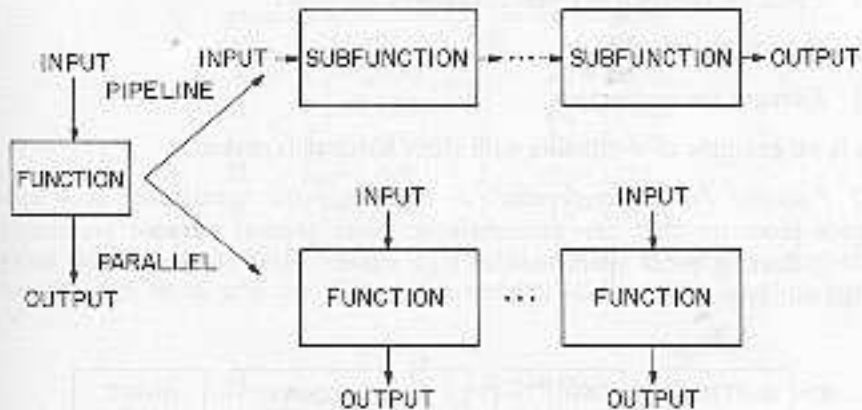 INPUT
PIPELINE
FUNCTION
PARALLEL
OUTPUT
INPUT SUBFUNCTION SUBFUNCTION OUTPUT
INPUT INPUT
FUNCTION FUNCTION
OUTPUT OUTPUT